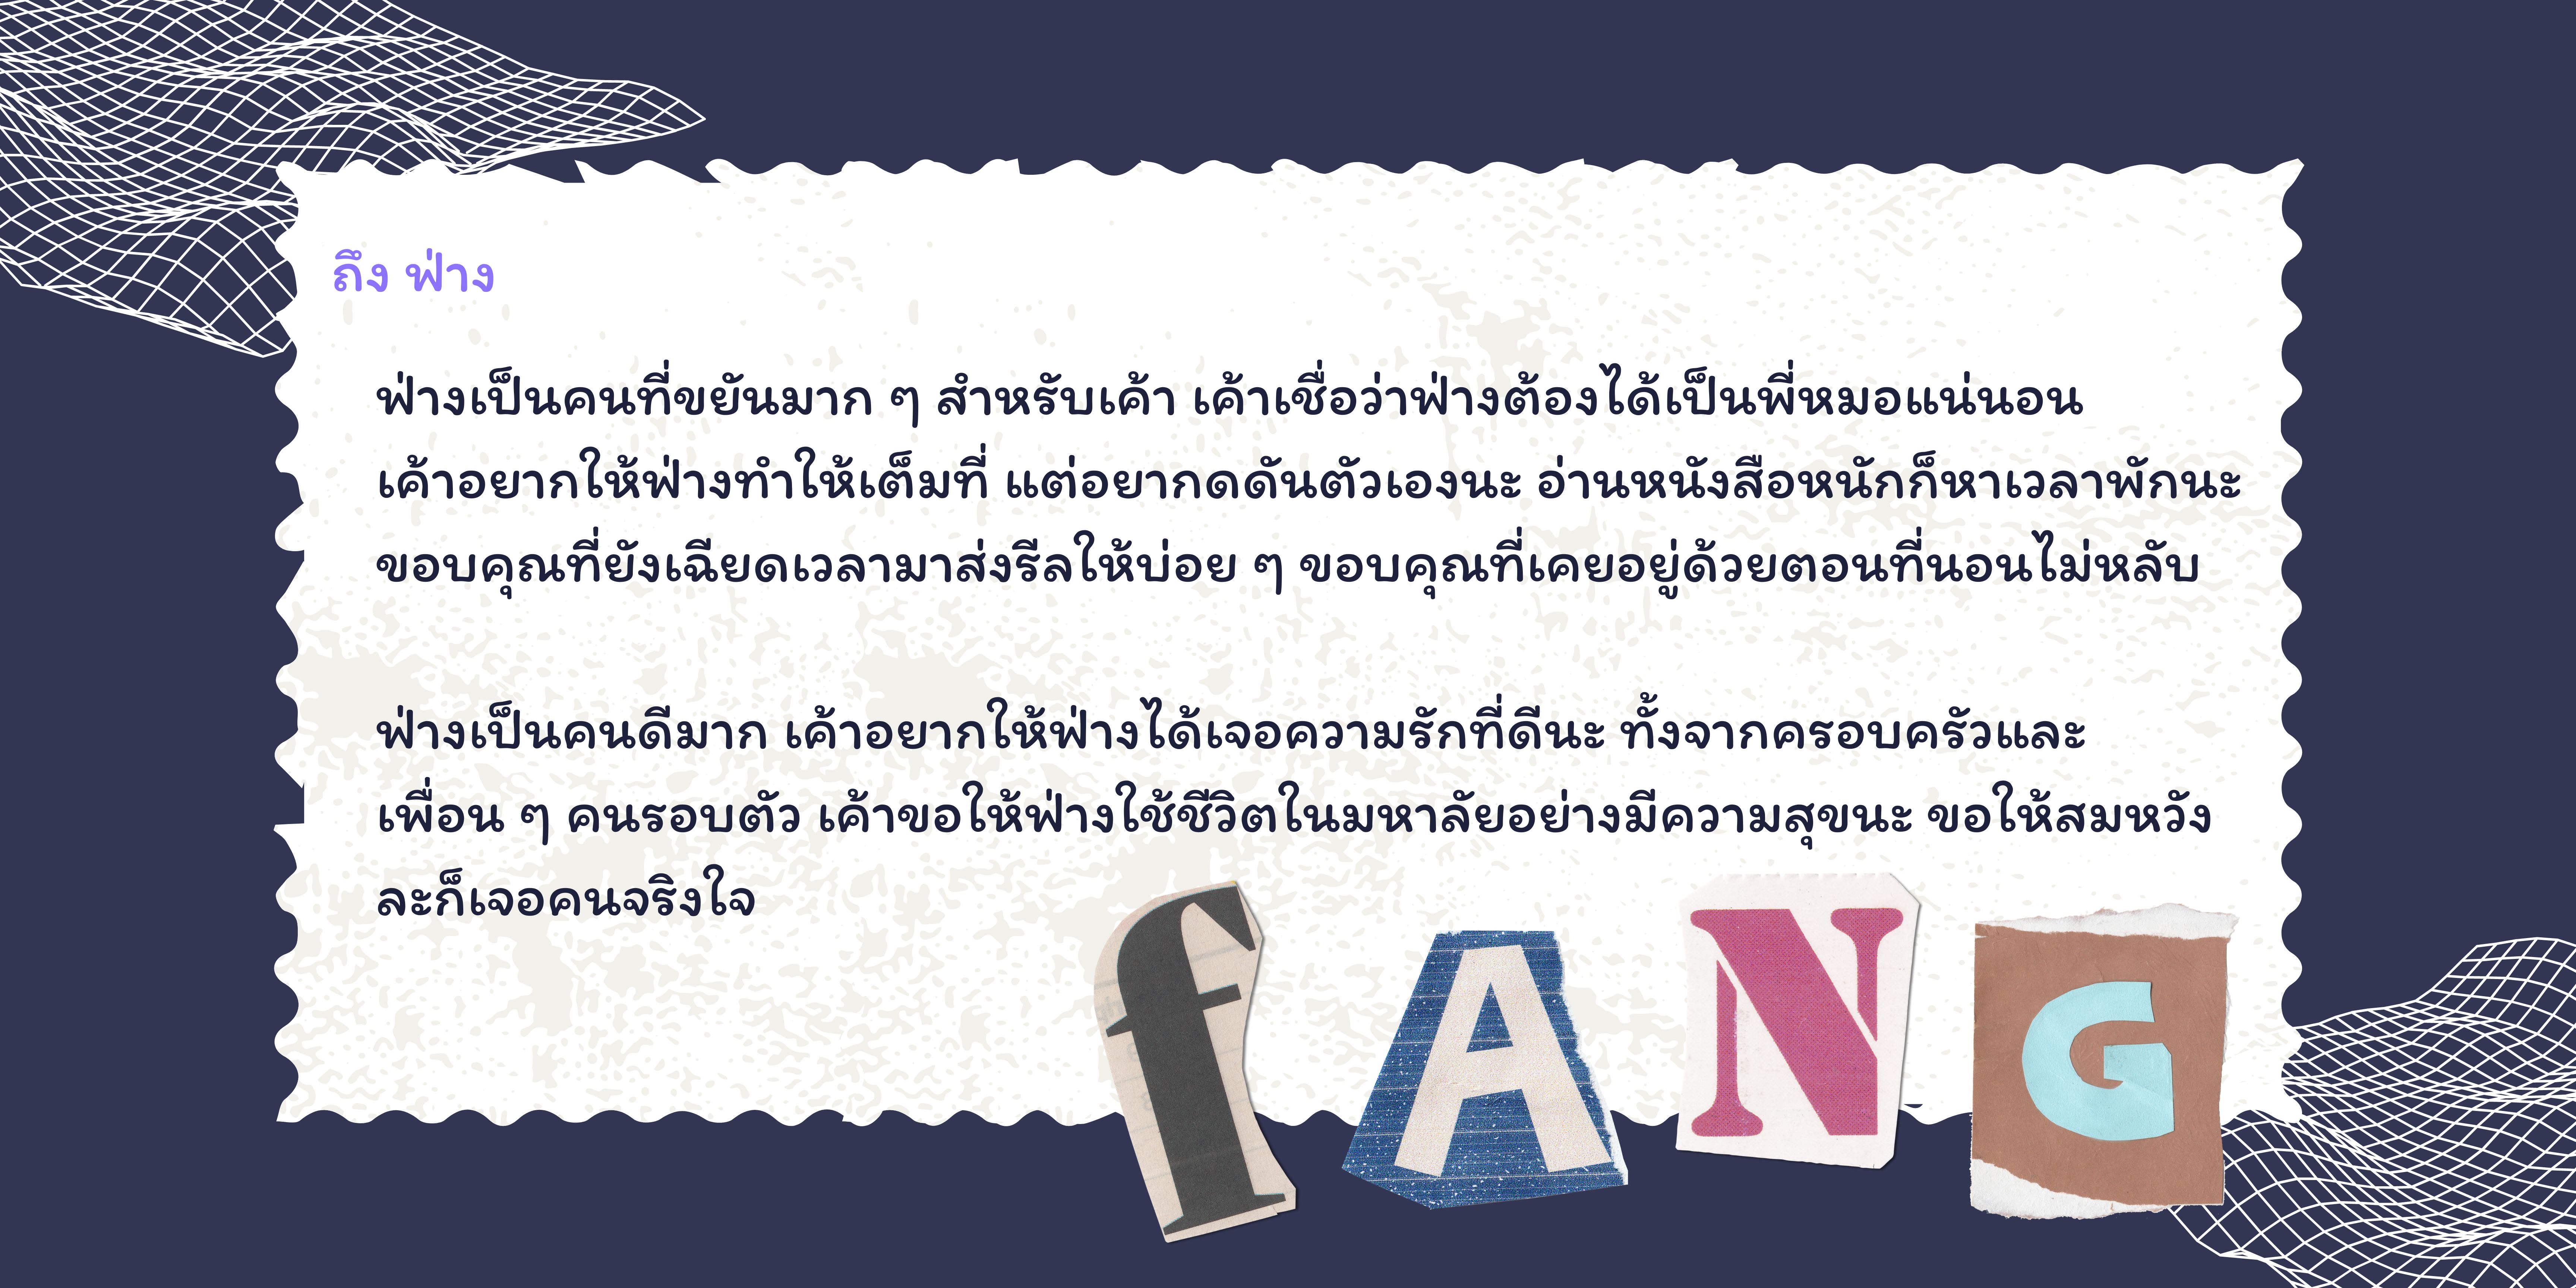 ถึง ฟ่าง
ฟ่างเป็นคนที่ขยันมาก ๆ สำหรับเค้า เค้าเชื่อว่าฟ่างต้องได้เป็นพี่หมอแน่นอน
เค้าอยากให้ฟ่างทำให้เต็มที่ แต่อยากดดันตัวเองนะ อ่านหนังสือหนักก็หาเวลาพักนะ
ขอบคุณที่ยังเฉียดเวลามาส่งรีลให้บ่อย ๆ ขอบคุณที่เคยอยู่ด้วยตอนที่นอนไม่หลับ
ฟ่างเป็นคนดีมาก เค้าอยากให้ฟ่างได้เจอความรักที่ดีนะ ทั้งจากครอบครัวและ
เพื่อน ๆ คนรอบตัว เค้าขอให้ฟ่างใช้ชีวิตในมหาลัยอย่างมีความสุขนะ ขอให้สมหวัง
ละก็เจอคนจริงใจ
fANG